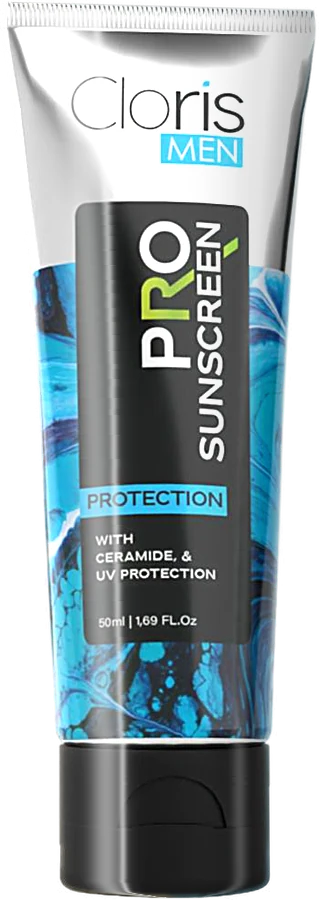 Cloris
MEN
PRO
SUNSCREEN
PROTECTION
WITH
CERAMIDE, &
UV PROTECTION
50ml | 1,69 FL.Oz